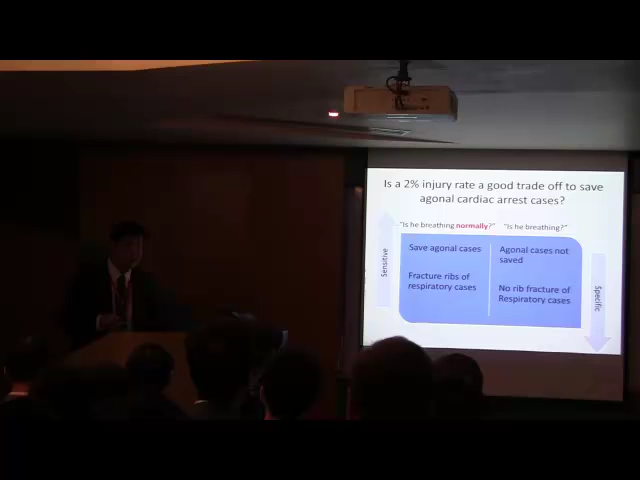 Is a 2% injury rate a good trade off to save
agonal cardiac arrest cases?
"Is he breathing normally?" "Is he breathing?"
Sensitive
Save agonal cases
Fracture ribs of
respiratory cases
Agonal cases not
saved
No rib fracture of
Respiratory cases
Specific